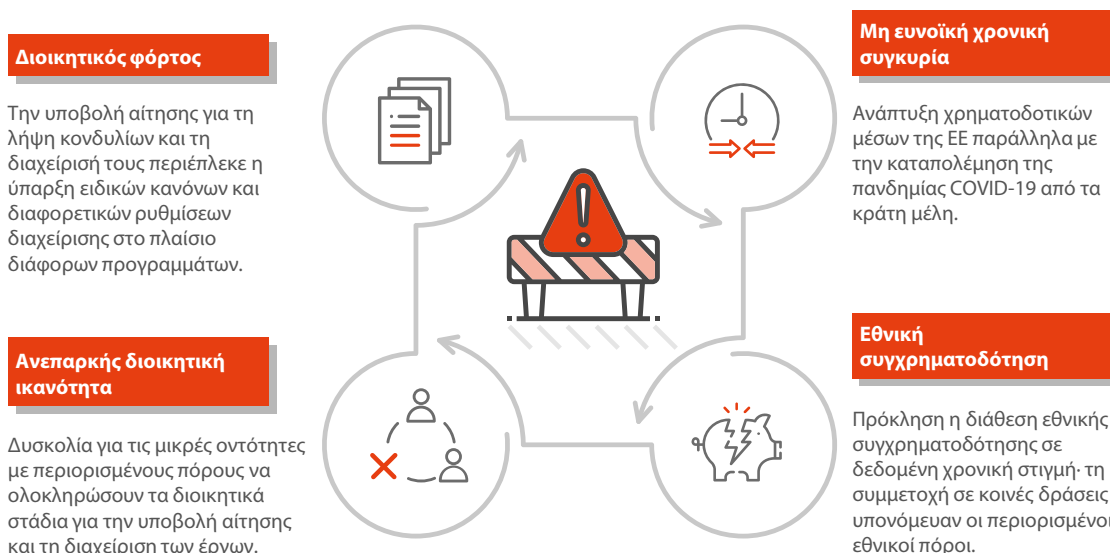 Διοικητικός φόρτος
Την υποβολή αίτησης για τη
λήψη κονδυλίων και τη
διαχείρισή τους περιέπλεκε η
ύπαρξη ειδικών κανόνων και
διαφορετικών ρυθμίσεων
διαχείρισης στο πλαίσιο
διάφορων προγραμμάτων.
Μη ευνοϊκή χρονική
συγκυρία
Ανάπτυξη χρηματοδοτικών
μέσων της ΕΕ παράλληλα με
την καταπολέμηση της
πανδημίας COVID-19 από τα
κράτη μέλη.
Ανεπαρκής διοικητική
ικανότητα
Δυσκολία για τις μικρές οντότητες
με περιορισμένους πόρους να
ολοκληρώσουν τα διοικητικά
στάδια για την υποβολή αίτησης
και τη διαχείριση των έργων.
Εθνική
συγχρηματοδότηση
Πρόκληση η διάθεση εθνικής
συγχρηματοδότησης σε
δεδομένη χρονική στιγμή· τη
συμμετοχή σε κοινές δράσεις
υπονόμευαν οι περιορισμένοι
εθνικοί πόροι.